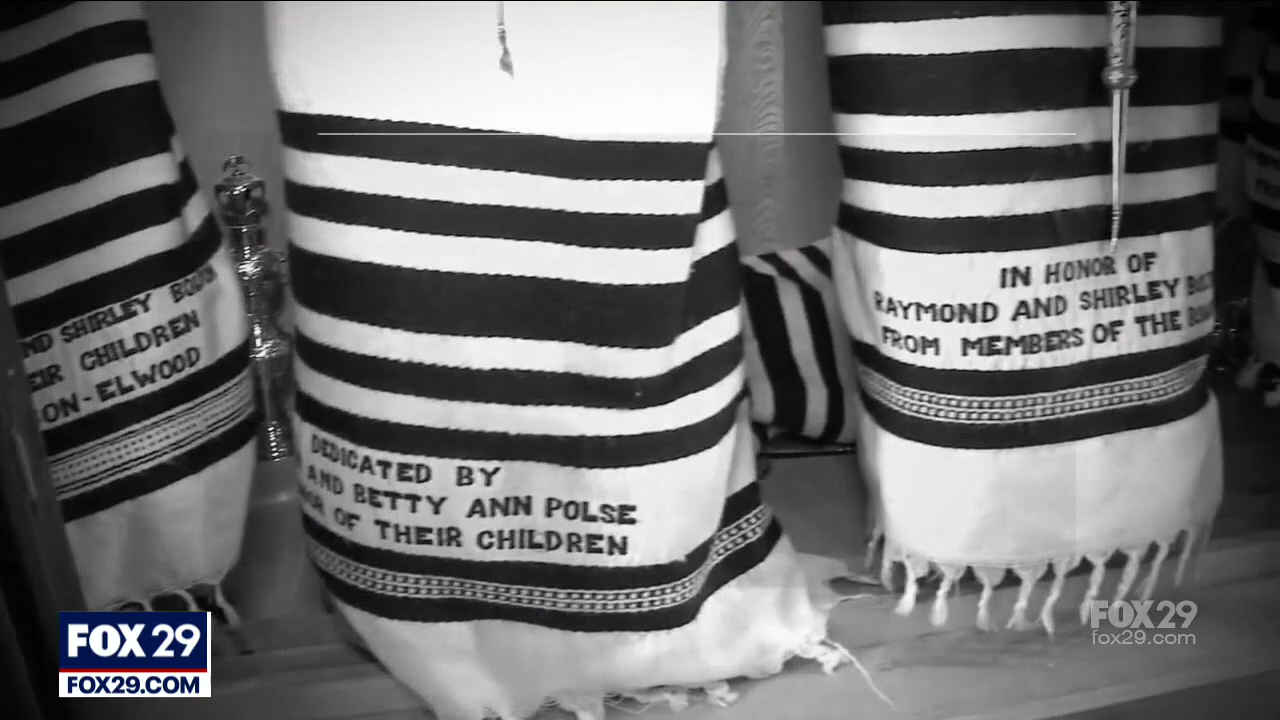 ND SHIRLEY
EIR CHILDREN
ON-ELWOOD
DEDICATED BY
AND BETTY ANN POLSE
OR OF THEIR CHILDREN
IN HONOR OF
RAYMOND AND SHIRLEY
FROM MEMBERS OF THE
FOX 29
FOX29.COM
FOX29
fox29.com